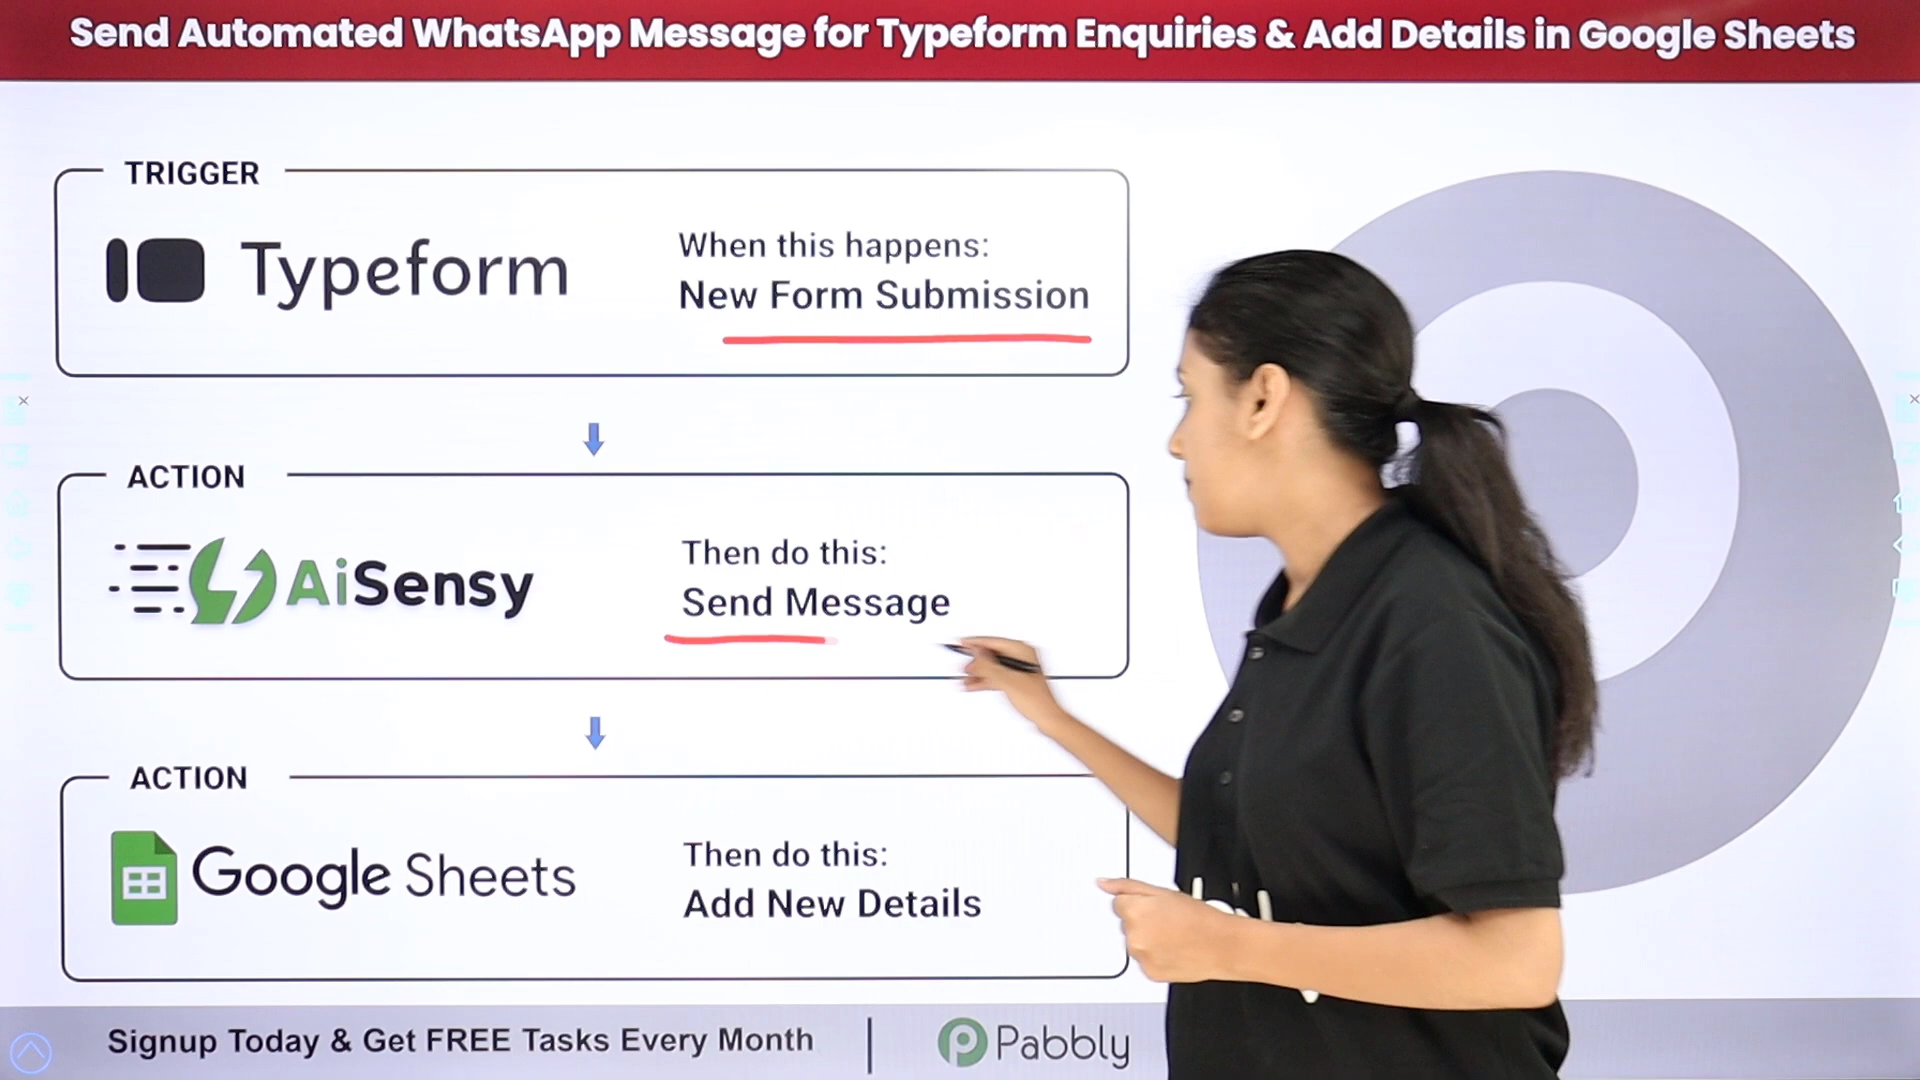 Send Automated WhatsApp Message for Typeform Enquiries & Add Details in Google Sheets
TRIGGER
Typeform
When this happens:
New Form Submission
ACTION
AiSensy
Then do this:
Send Message
ACTION
Google Sheets
Then do this:
Add New Details
Signup Today & Get FREE Tasks Every Month
Pabbly